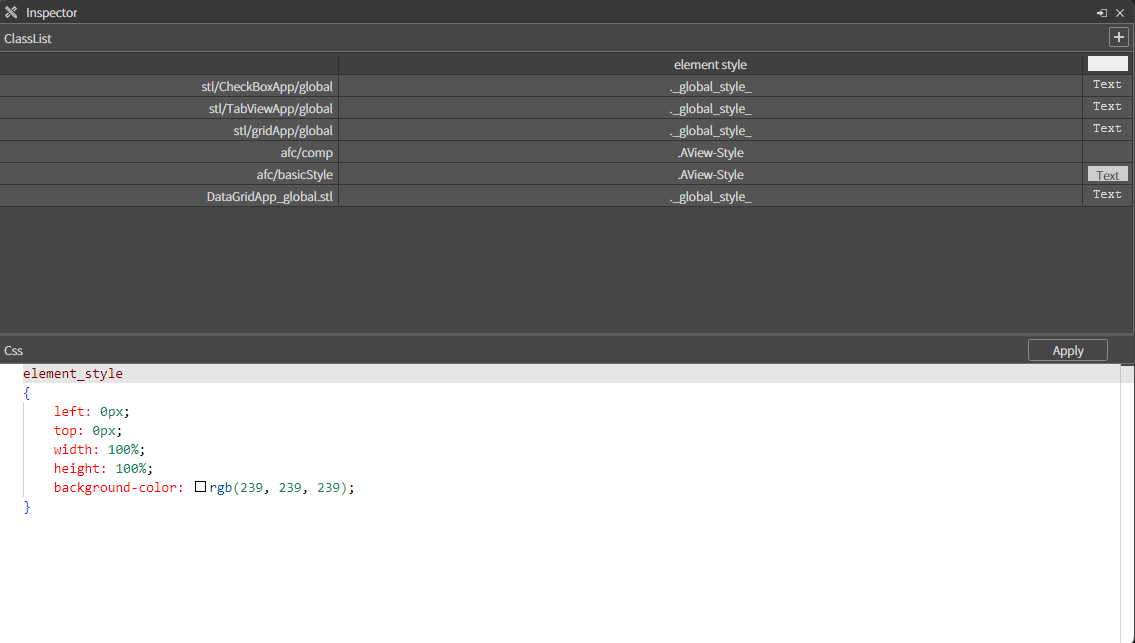 Inspector
ClassList +
element style
stl/CheckBoxApp/global ._global_style_ Text
stl/TabViewApp/global ._global_style_ Text
stl/gridApp/global ._global_style_ Text
afc/comp .AView-Style
afc/basicStyle .AView-Style Text
DataGridApp_global.stl ._global_style_ Text
Css Apply
element_style
{
left: 0px;
top: 0px;
width: 100%;
height: 100%;
background-color: rgb(239, 239, 239);
}